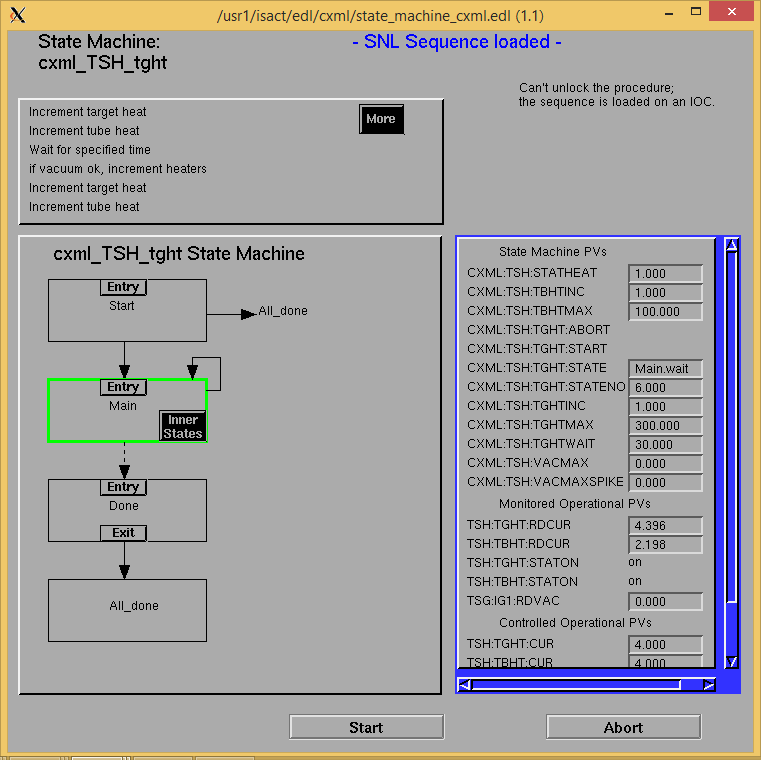 /usr1/isact/edl/cxml/state_machine_cxml.edl (1.1)
State Machine:
cxml_TSH_tght
- SNL Sequence loaded -
Can't unlock the procedure;
the sequence is loaded on an IOC.
Increment target heat
Increment tube heat
Wait for specified time
if vacuum ok, increment heaters
Increment target heat
Increment tube heat
More
cxml_TSH_tght State Machine
Entry
Start
All_done
Entry
Main
Inner
States
Entry
Done
Exit
All_done
State Machine PVs
CXML:TSH:STATHEAT 1.000
CXML:TSH:TBHTINC 1.000
CXML:TSH:TBHTMAX 100.000
CXML:TSH:TGHT:ABORT
CXML:TSH:TGHT:START
CXML:TSH:TGHT:STATE Main.wait
CXML:TSH:TGHT:STATENO 6.000
CXML:TSH:TGHTINC 1.000
CXML:TSH:TGHTMAX 300.000
CXML:TSH:TGHTWAIT 30.000
CXML:TSH:VACMAX 0.000
CXML:TSH:VACMAXSPIKE 0.000
Monitored Operational PVs
TSH:TGHT:RDCUR 4.396
TSH:TBHT:RDCUR 2.198
TSH:TGHT:STATON on
TSH:TBHT:STATON on
TSG:IG1:RDVAC 0.000
Controlled Operational PVs
TSH:TGHT:CUR 4.000
TSH:TBHT:CUR 4.000
Start
Abort